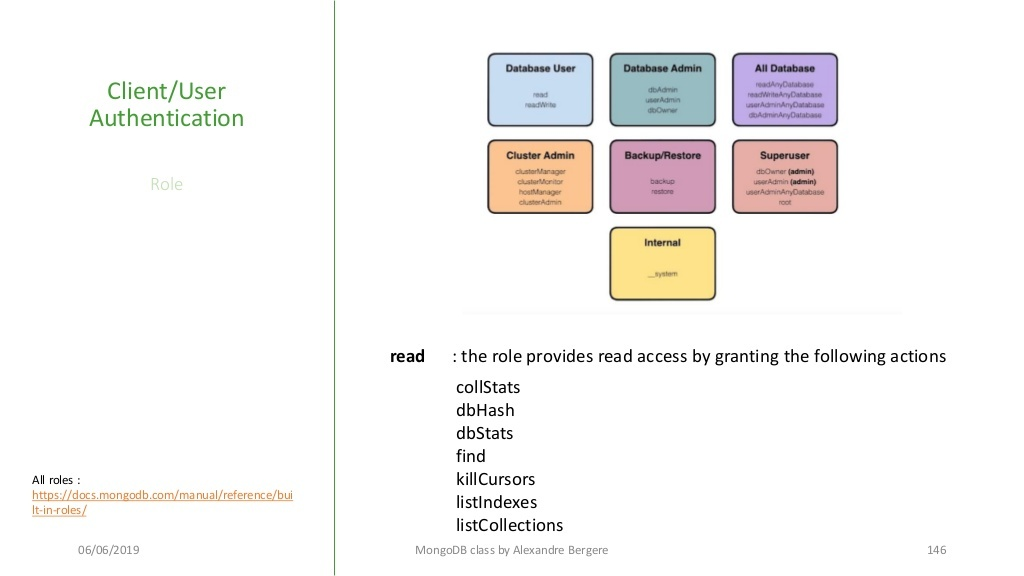 Client/User
Authentication
Role
All roles :
https://docs.mongodb.com/manual/reference/bui
lt-in-roles/
Database User
read
readWrite
Database Admin
dbAdmin
userAdmin
dbOwner
All Database
readAnyDatabase
readWriteAnyDatabase
userAdminAnyDatabase
dbAdminAnyDatabase
Cluster Admin
clusterManager
clusterMonitor
hostManager
clusterAdmin
Backup/Restore
backup
restore
Superuser
dbOwner (admin)
userAdmin (admin)
userAdminAnyDatabase
root
Internal
__system
read : the role provides read access by granting the following actions
collStats
dbHash
dbStats
find
killCursors
listIndexes
listCollections
06/06/2019
MongoDB class by Alexandre Bergere
146